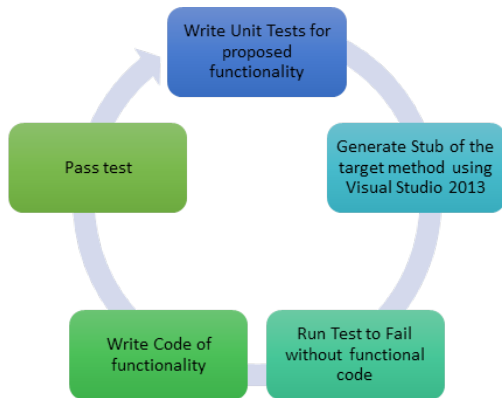 Write Unit Tests for
proposed
functionality
Generate Stub of the
target method using
Visual Studio 2013
Run Test to Fail
without functional
code
Write Code of
functionality
Pass test